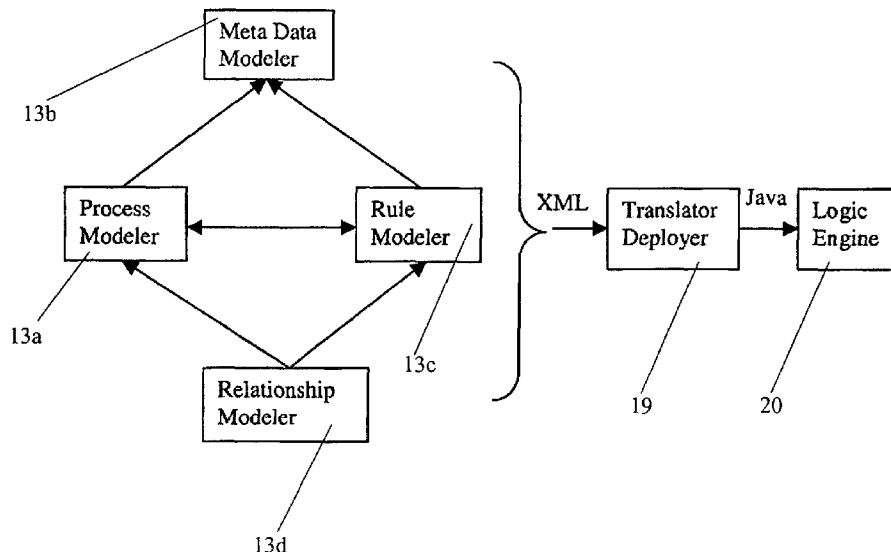 Meta Data
Modeler
13b
Process
Modeler
Rule
Modeler
XML
Translator
Deployer
Java
Logic
Engine
13a
13c
Relationship
Modeler
19
20
13d